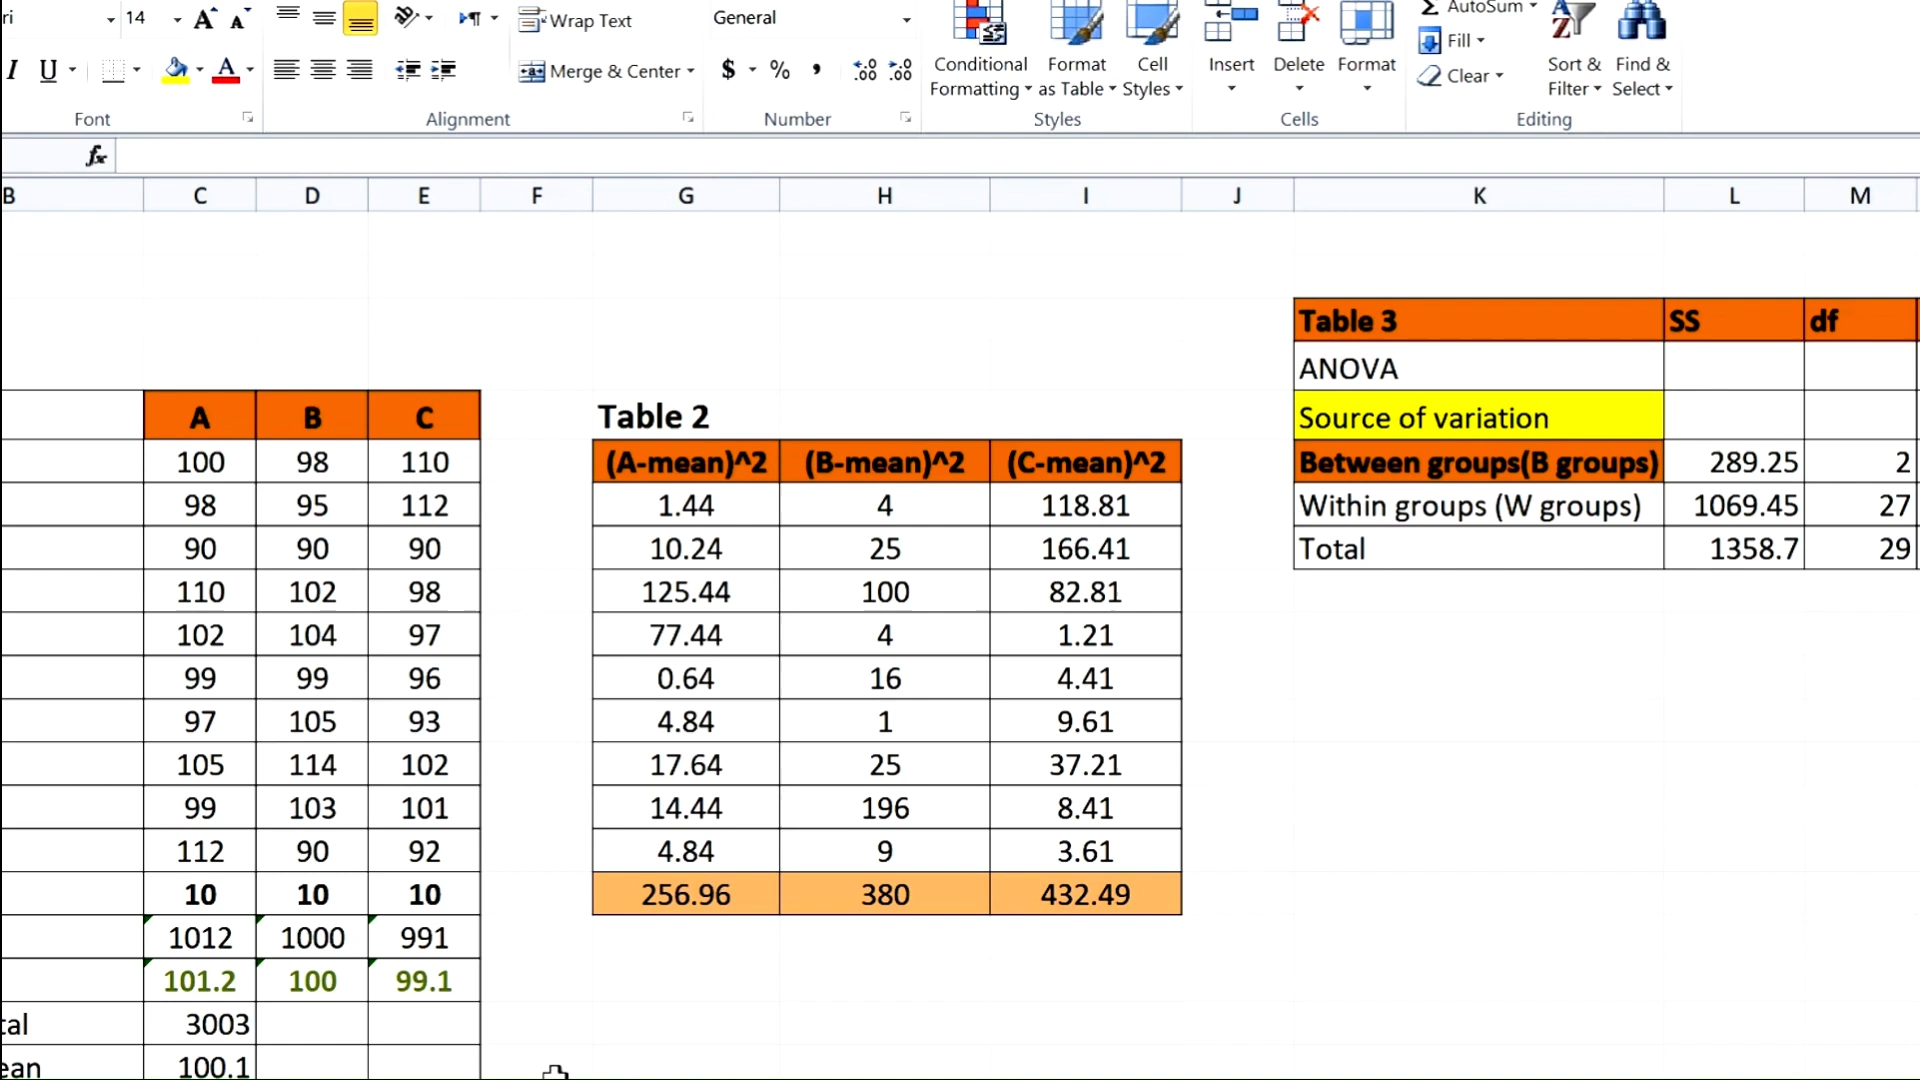 ri 14 Wrap Text General AutoSum
I U A Merge & Center $ % , Conditional Formatting Format as Table Cell Styles Insert Delete Format Fill Clear Sort & Filter Find & Select
Font Alignment Number Styles Cells Editing
fx
B C D E F G H I J K L M
Table 3 SS df
ANOVA
A B C Table 2 Source of variation
100 98 110 (A-mean)^2 (B-mean)^2 (C-mean)^2 Between groups(B groups) 289.25 2
98 95 112 1.44 4 118.81 Within groups (W groups) 1069.45 27
90 90 90 10.24 25 166.41 Total 1358.7 29
110 102 98 125.44 100 82.81
102 104 97 77.44 4 1.21
99 99 96 0.64 16 4.41
97 105 93 4.84 1 9.61
105 114 102 17.64 25 37.21
99 103 101 14.44 196 8.41
112 90 92 4.84 9 3.61
10 10 10 256.96 380 432.49
1012 1000 991
101.2 100 99.1
tal 3003
ean 100.1